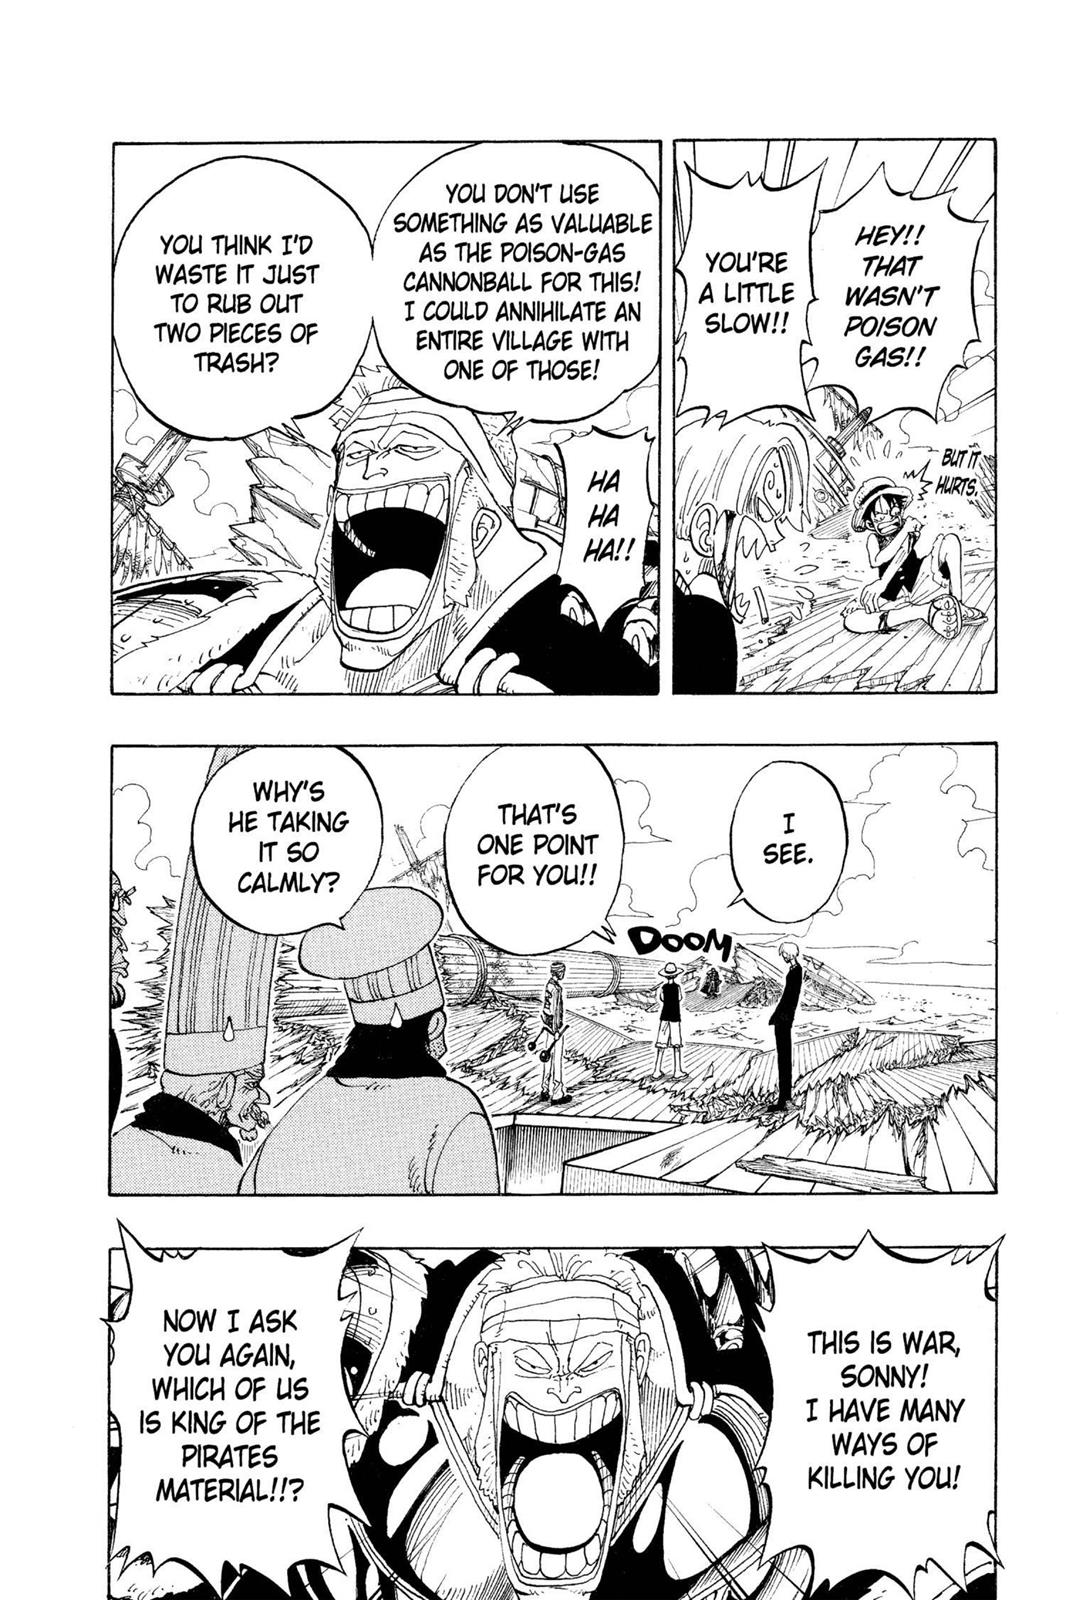 HEY!!
THAT
WASN'T
POISON
GAS!!
YOU'RE
A LITTLE
SLOW!!
BUT IT
HURTS.
YOU DON'T USE
SOMETHING AS VALUABLE
AS THE POISON-GAS
CANNONBALL FOR THIS!
I COULD ANNIHILATE AN
ENTIRE VILLAGE WITH
ONE OF THOSE!
YOU THINK I'D
WASTE IT JUST
TO RUB OUT
TWO PIECES OF
TRASH?
HA
HA
HA!!
I
SEE.
THAT'S
ONE POINT
FOR YOU!!
WHY'S
HE TAKING
IT SO
CALMLY?
DOOM
THIS IS WAR,
SONNY!
I HAVE MANY
WAYS OF
KILLING YOU!
NOW I ASK
YOU AGAIN,
WHICH OF US
IS KING OF THE
PIRATES
MATERIAL!!?